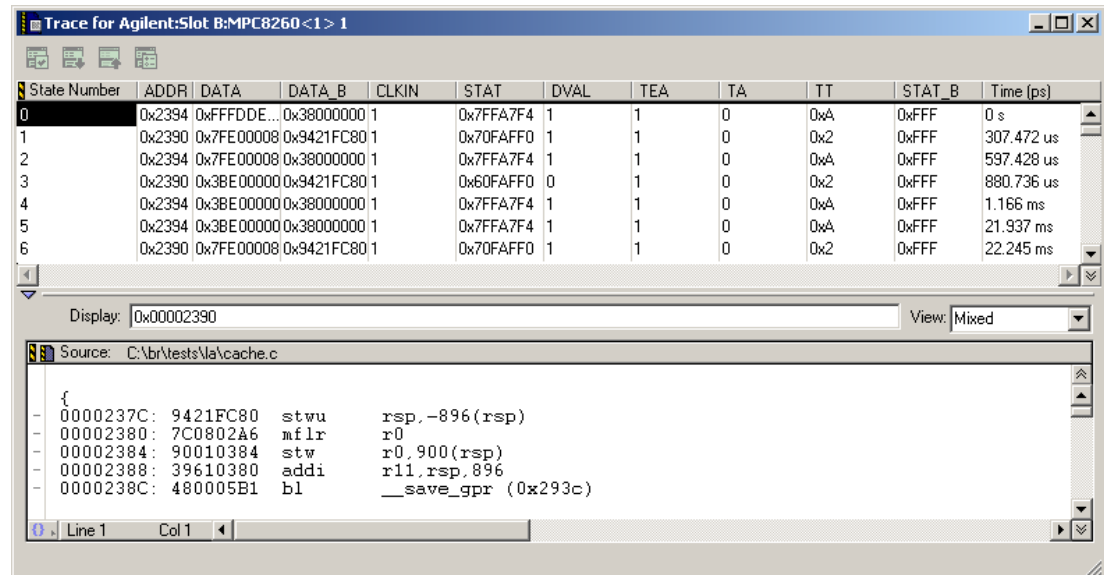 Trace for Agilent:Slot B:MPC8260<1> 1
State Number ADDR DATA DATA_B CLKIN STAT DVAL TEA TA TT STAT_B Time (ps)
0 0x2394 0xFFFDDE... 0x38000000 1 0x7FFA7F4 1 1 0 0xA 0xFFF 0 s
1 0x2390 0x7FE00008 0x9421FC80 1 0x70FAFF0 1 1 0 0x2 0xFFF 307.472 us
2 0x2394 0x7FE00008 0x38000000 1 0x7FFA7F4 1 1 0 0xA 0xFFF 597.428 us
3 0x2390 0x3BE00000 0x9421FC80 1 0x60FAFF0 0 1 0 0x2 0xFFF 880.736 us
4 0x2394 0x3BE00000 0x38000000 1 0x7FFA7F4 1 1 0 0xA 0xFFF 1.166 ms
5 0x2394 0x3BE00000 0x38000000 1 0x7FFA7F4 1 1 0 0xA 0xFFF 21.937 ms
6 0x2390 0x7FE00008 0x9421FC80 1 0x70FAFF0 1 1 0 0x2 0xFFF 22.245 ms
Display: 0x00002390 View: Mixed
Source: C:\br\tests\la\cache.c
{
0000237C: 9421FC80 stwu rsp,-896(rsp)
00002380: 7C0802A6 mflr r0
00002384: 90010384 stw r0,900(rsp)
00002388: 39610380 addi r11,rsp,896
0000238C: 480005B1 bl __save_gpr (0x293c)
Line 1 Col 1